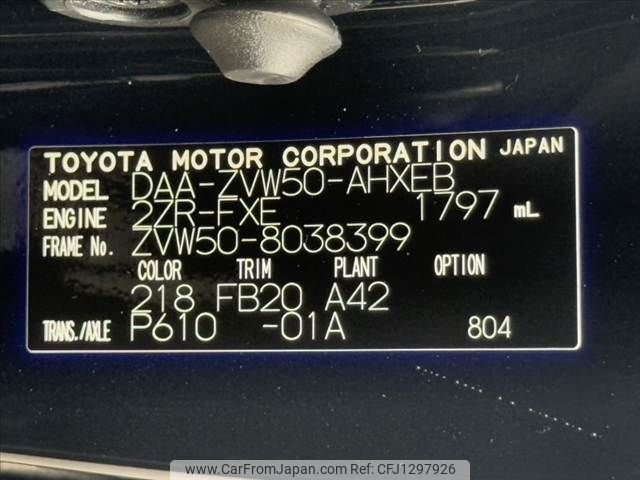 TOYOTA MOTOR CORPORATION JAPAN
MODEL DAA-ZVW50-AHXEB
ENGINE 2ZR-FXE 1797 mL
FRAME No. ZVW50-8038399
COLOR TRIM PLANT OPTION
218 FB20 A42
TRANS./AXLE P610 -01A 804
www.CarFromJapan.com | CFJ1297926